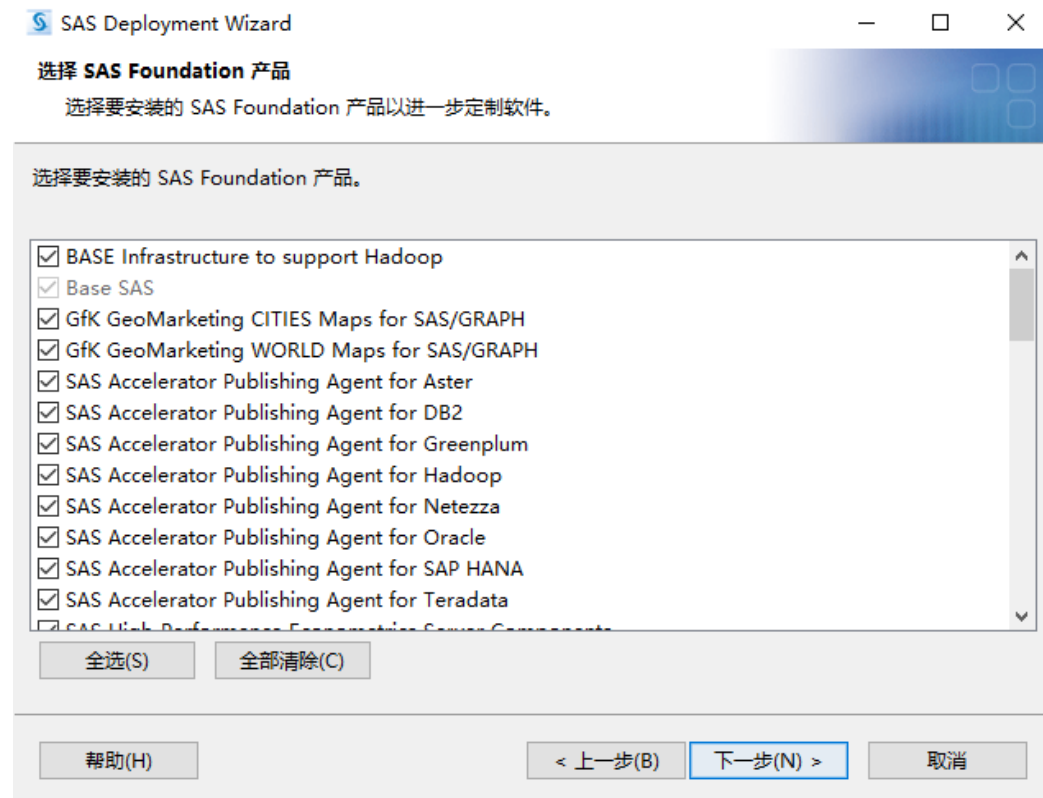 SAS Deployment Wizard
选择 SAS Foundation 产品
选择要安装的 SAS Foundation 产品以进一步定制软件。
选择要安装的 SAS Foundation 产品。
BASE Infrastructure to support Hadoop
Base SAS
GfK GeoMarketing CITIES Maps for SAS/GRAPH
GfK GeoMarketing WORLD Maps for SAS/GRAPH
SAS Accelerator Publishing Agent for Aster
SAS Accelerator Publishing Agent for DB2
SAS Accelerator Publishing Agent for Greenplum
SAS Accelerator Publishing Agent for Hadoop
SAS Accelerator Publishing Agent for Netezza
SAS Accelerator Publishing Agent for Oracle
SAS Accelerator Publishing Agent for SAP HANA
SAS Accelerator Publishing Agent for Teradata
SAS High-Performance Econometrics Server Components
全选(S) 全部清除(C)
帮助(H) < 上一步(B) 下一步(N) > 取消